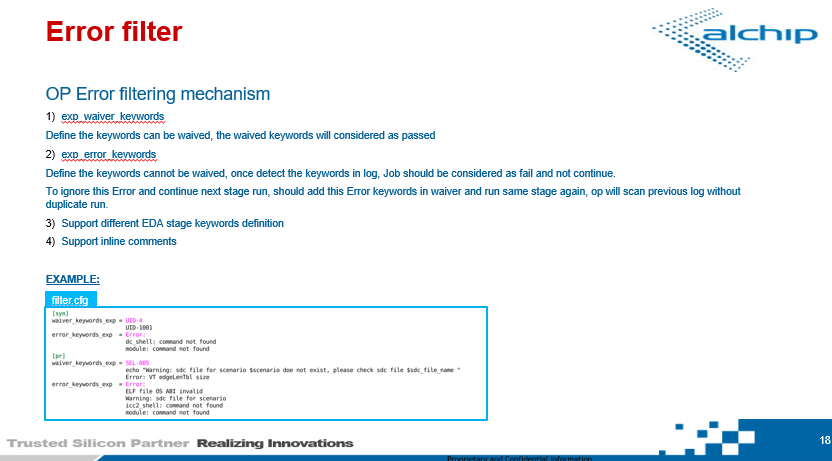 Error filter
alchip
OP Error filtering mechanism
1) exp_waiver_keywords
Define the keywords can be waived, the waived keywords will considered as passed
2) exp_error_keywords
Define the keywords cannot be waived, once detect the keywords in log, Job should be considered as fail and not continue.
To ignore this Error and continue next stage run, should add this Error keywords in waiver and run same stage again, op will scan previous log without
duplicate run.
3) Support different EDA stage keywords definition
4) Support inline comments
EXAMPLE:
filter.cfg
[syn]
waiver_keywords_exp = UID-4
UID-1001
error_keywords_exp = Error:
dc_shell: command not found
module: command not found
[pr]
waiver_keywords_exp = SEL-005
echo "Warning: sdc file for scenario $scenario doe not exist, please check sdc file $sdc_file_name "
Error: VT edgeLenTbl size
error_keywords_exp = Error:
ELF file OS ABI invalid
Warning: sdc file for scenario
icc2_shell: command not found
module: command not found
Trusted Silicon Partner Realizing Innovations
18
Proprietary and Confidential Information